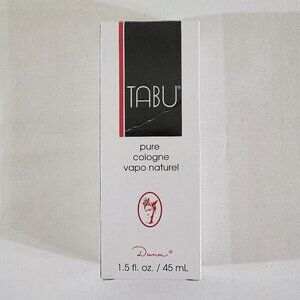 TABU®
pure
cologne
vapo naturel
Dana®
1.5 fl. oz. / 45 mL